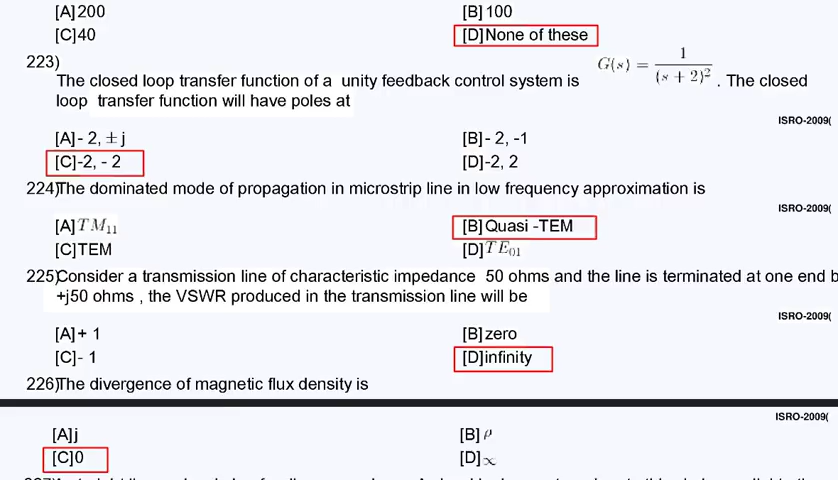 [A]200 [B]100
[C]40 [D]None of these
223)
The closed loop transfer function of a unity feedback control system is G(s) = 1/(s + 2)² . The closed
loop transfer function will have poles at
ISRO-2009(
[A]- 2, ± j [B]- 2, -1
[C]-2, - 2 [D]-2, 2
224)The dominated mode of propagation in microstrip line in low frequency approximation is
ISRO-2009(
[A] TM₁₁ [B] Quasi -TEM
[C]TEM [D] TE₀₁
225)Consider a transmission line of characteristic impedance 50 ohms and the line is terminated at one end b
+j50 ohms , the VSWR produced in the transmission line will be
ISRO-2009(
[A]+ 1 [B]zero
[C]- 1 [D]infinity
226)The divergence of magnetic flux density is
ISRO-2009(
[A]j [B] ρ
[C]0 [D]∞